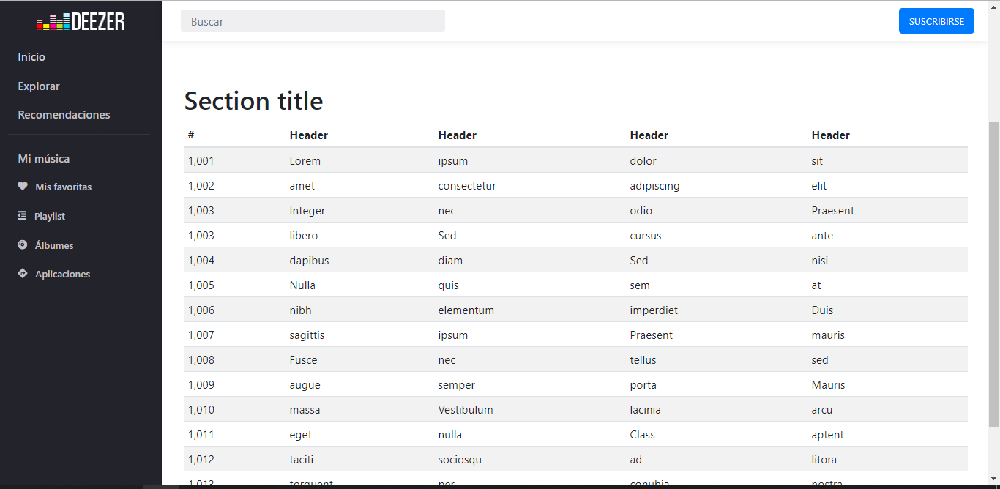 DEEZER
Inicio
Explorar
Recomendaciones
Mi música
Mis favoritas
Playlist
Álbumes
Aplicaciones
Buscar
SUSCRIBIRSE
Section title
# Header Header Header Header
1,001 Lorem ipsum dolor sit
1,002 amet consectetur adipiscing elit
1,003 Integer nec odio Praesent
1,003 libero Sed cursus ante
1,004 dapibus diam Sed nisi
1,005 Nulla quis sem at
1,006 nibh elementum imperdiet Duis
1,007 sagittis ipsum Praesent mauris
1,008 Fusce nec tellus sed
1,009 augue semper porta Mauris
1,010 massa Vestibulum lacinia arcu
1,011 eget nulla Class aptent
1,012 taciti sociosqu ad litora
1,013 torquent per conubia nostra